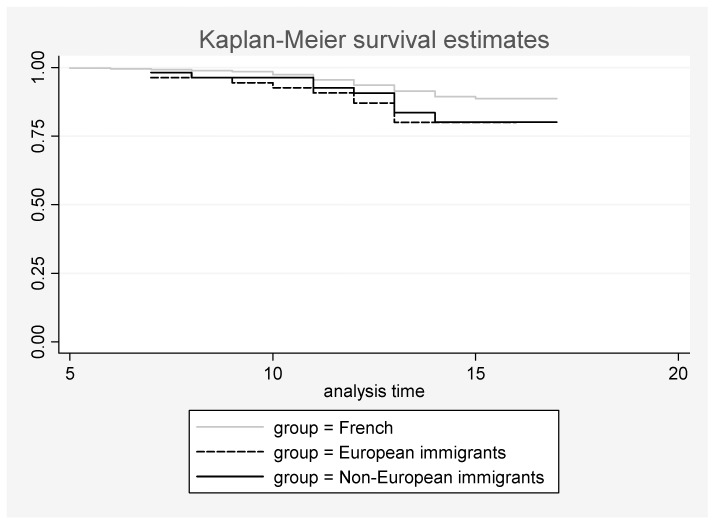 Kaplan-Meier survival estimates
1.00
0.75
0.50
0.25
0.00
5 10 15 20
analysis time
group = French
group = European immigrants
group = Non-European immigrants